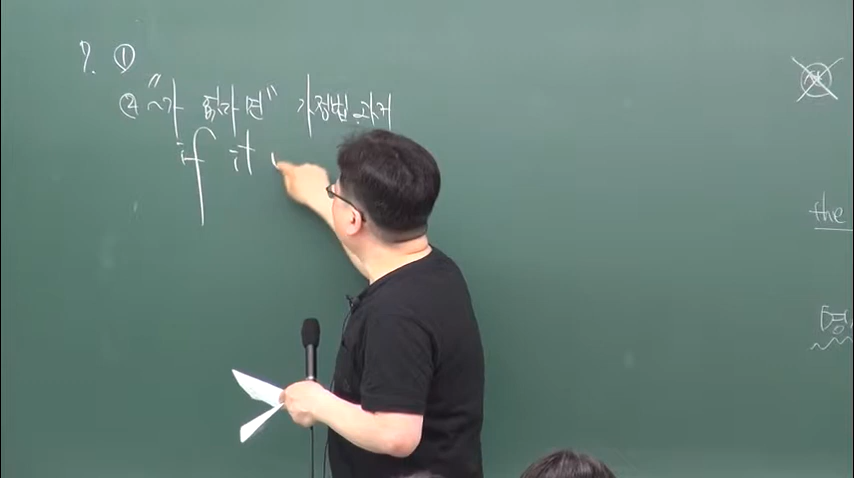 7. ①
② "~가 없다면" 가정법 과거
if it
the